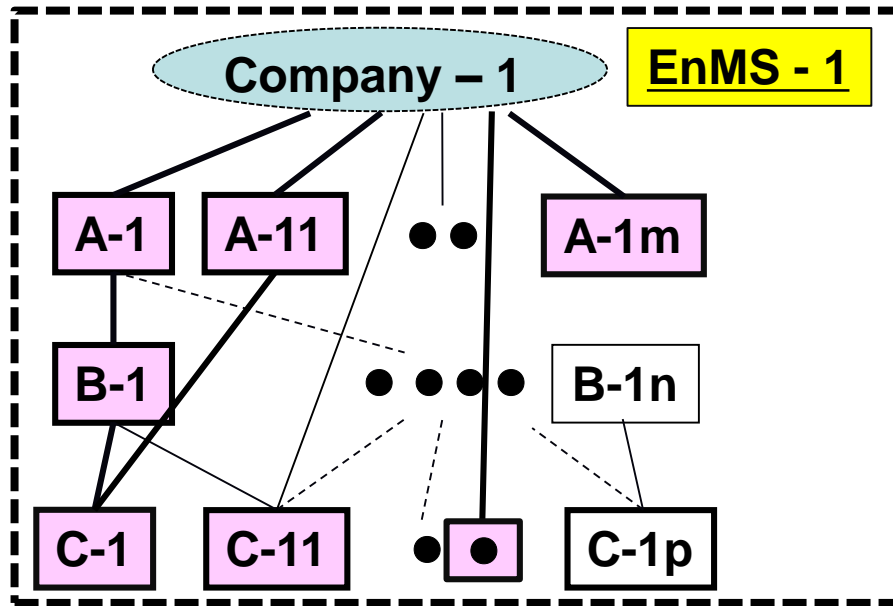 Company – 1
EnMS - 1
A-1
A-11
A-1m
B-1
B-1n
C-1
C-11
C-1p